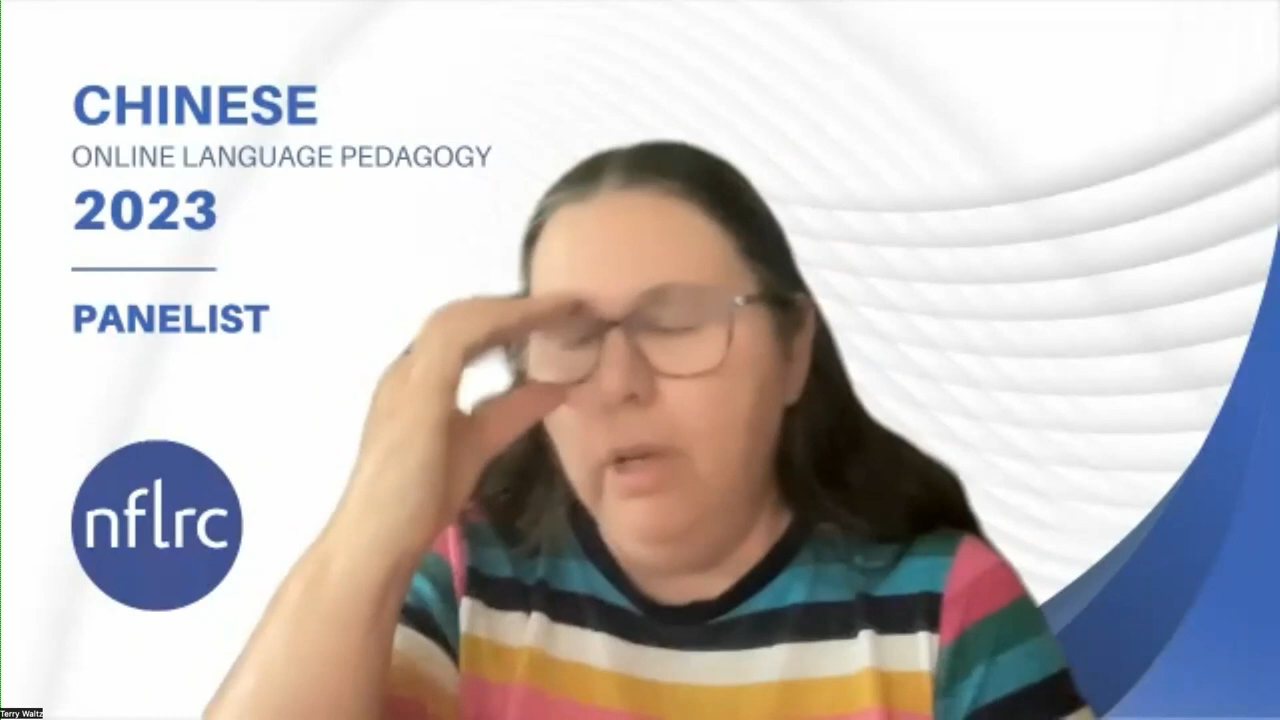 CHINESE
ONLINE LANGUAGE PEDAGOGY
2023
PANELIST
nflrc
Terry Waltz